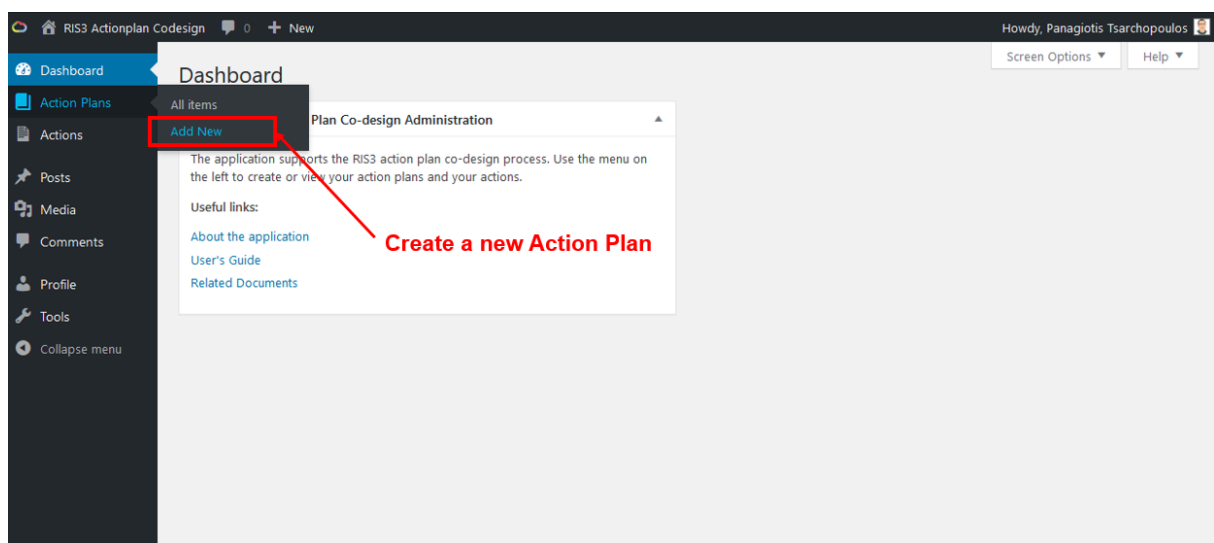 RIS3 Actionplan Codesign 0 + New Howdy, Panagiotis Tsarchopoulos
Screen Options ▼ Help ▼
Dashboard
Action Plans
Actions
Posts
Media
Comments
Profile
Tools
Collapse menu
All items
Add New
Dashboard
Plan Co-design Administration
The application supports the RIS3 action plan co-design process. Use the menu on
the left to create or view your action plans and your actions.
Useful links:
About the application
User's Guide
Related Documents
Create a new Action Plan